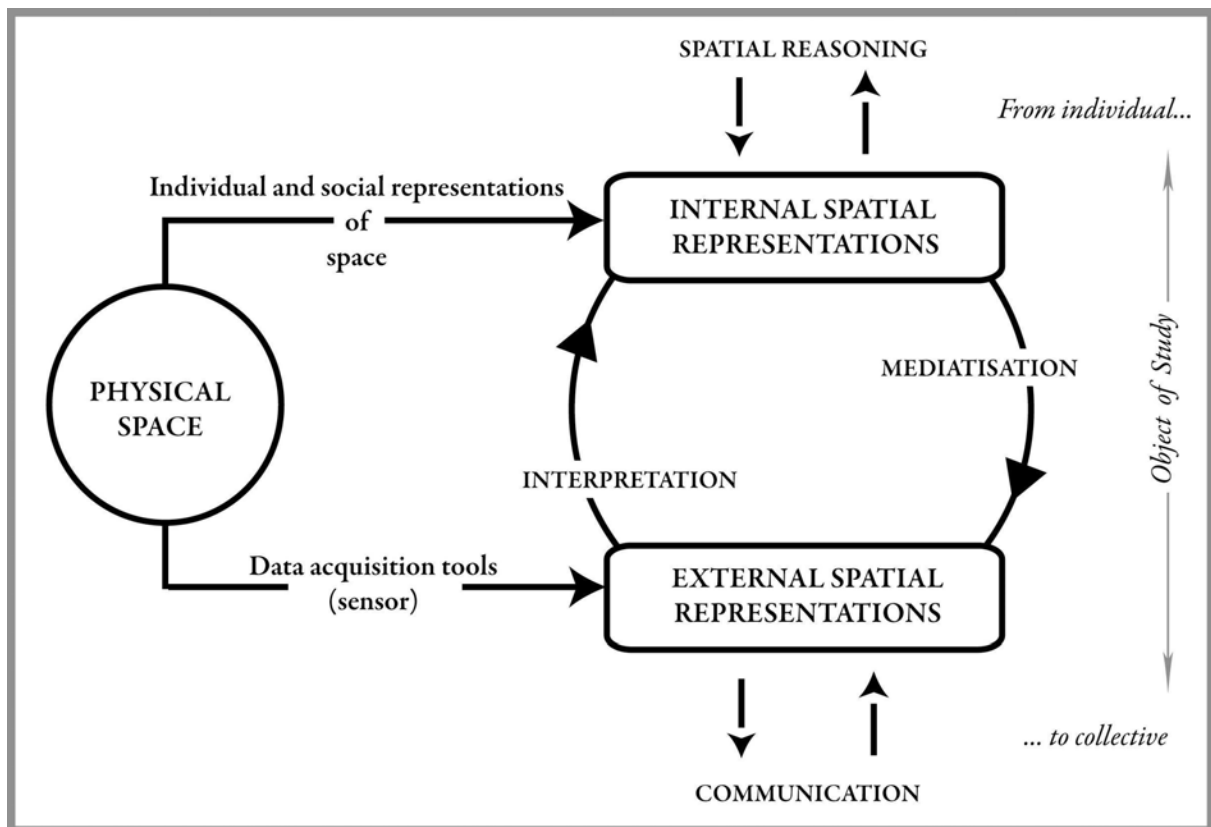 SPATIAL REASONING
From individual...
Individual and social representations
of
space
INTERNAL SPATIAL
REPRESENTATIONS
PHYSICAL
SPACE
MEDIATISATION
Object of Study
INTERPRETATION
Data acquisition tools
(sensor)
EXTERNAL SPATIAL
REPRESENTATIONS
... to collective
COMMUNICATION